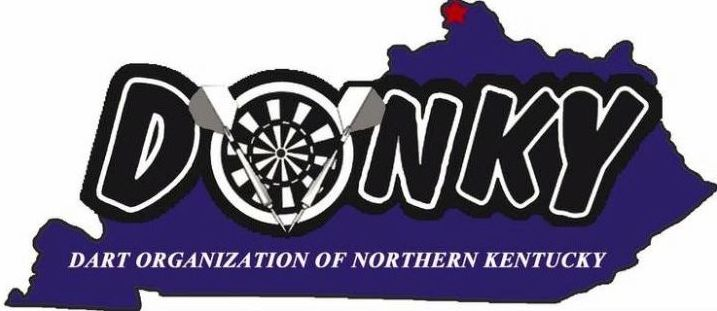 DONKY
DART ORGANIZATION OF NORTHERN KENTUCKY